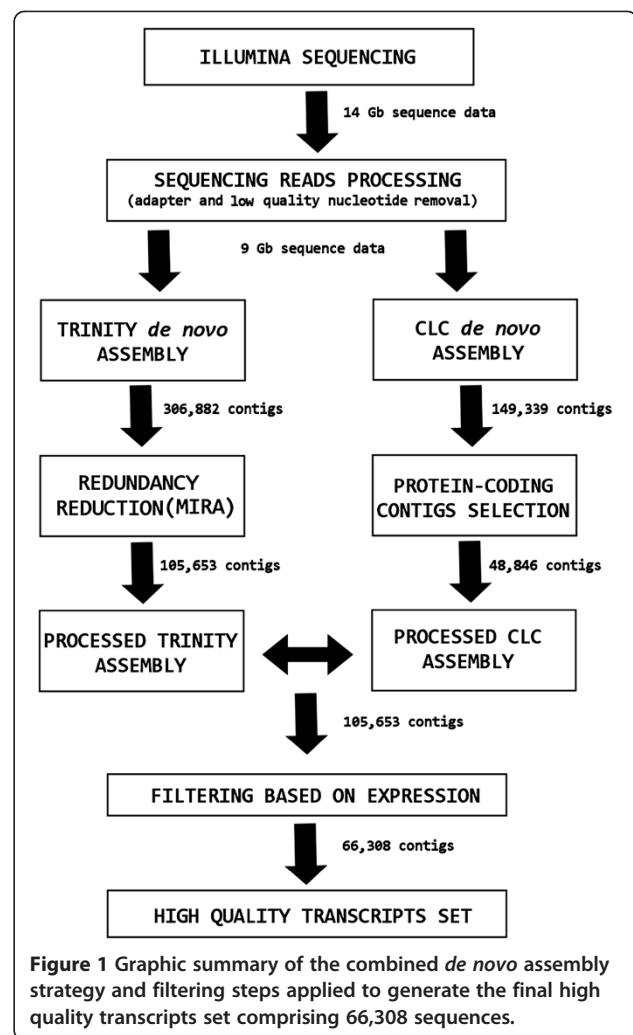 ILLUMINA SEQUENCING
14 Gb sequence data
SEQUENCING READS PROCESSING
(adapter and low quality nucleotide removal)
9 Gb sequence data
TRINITY de novo
ASSEMBLY
CLC de novo
ASSEMBLY
306,882 contigs
149,339 contigs
REDUNDANCY
REDUCTION(MIRA)
PROTEIN-CODING
CONTIGS SELECTION
105,653 contigs
48,846 contigs
PROCESSED TRINITY
ASSEMBLY
PROCESSED CLC
ASSEMBLY
105,653 contigs
FILTERING BASED ON EXPRESSION
66,308 contigs
HIGH QUALITY TRANSCRIPTS SET
Figure 1 Graphic summary of the combined de novo assembly
strategy and filtering steps applied to generate the final high
quality transcripts set comprising 66,308 sequences.